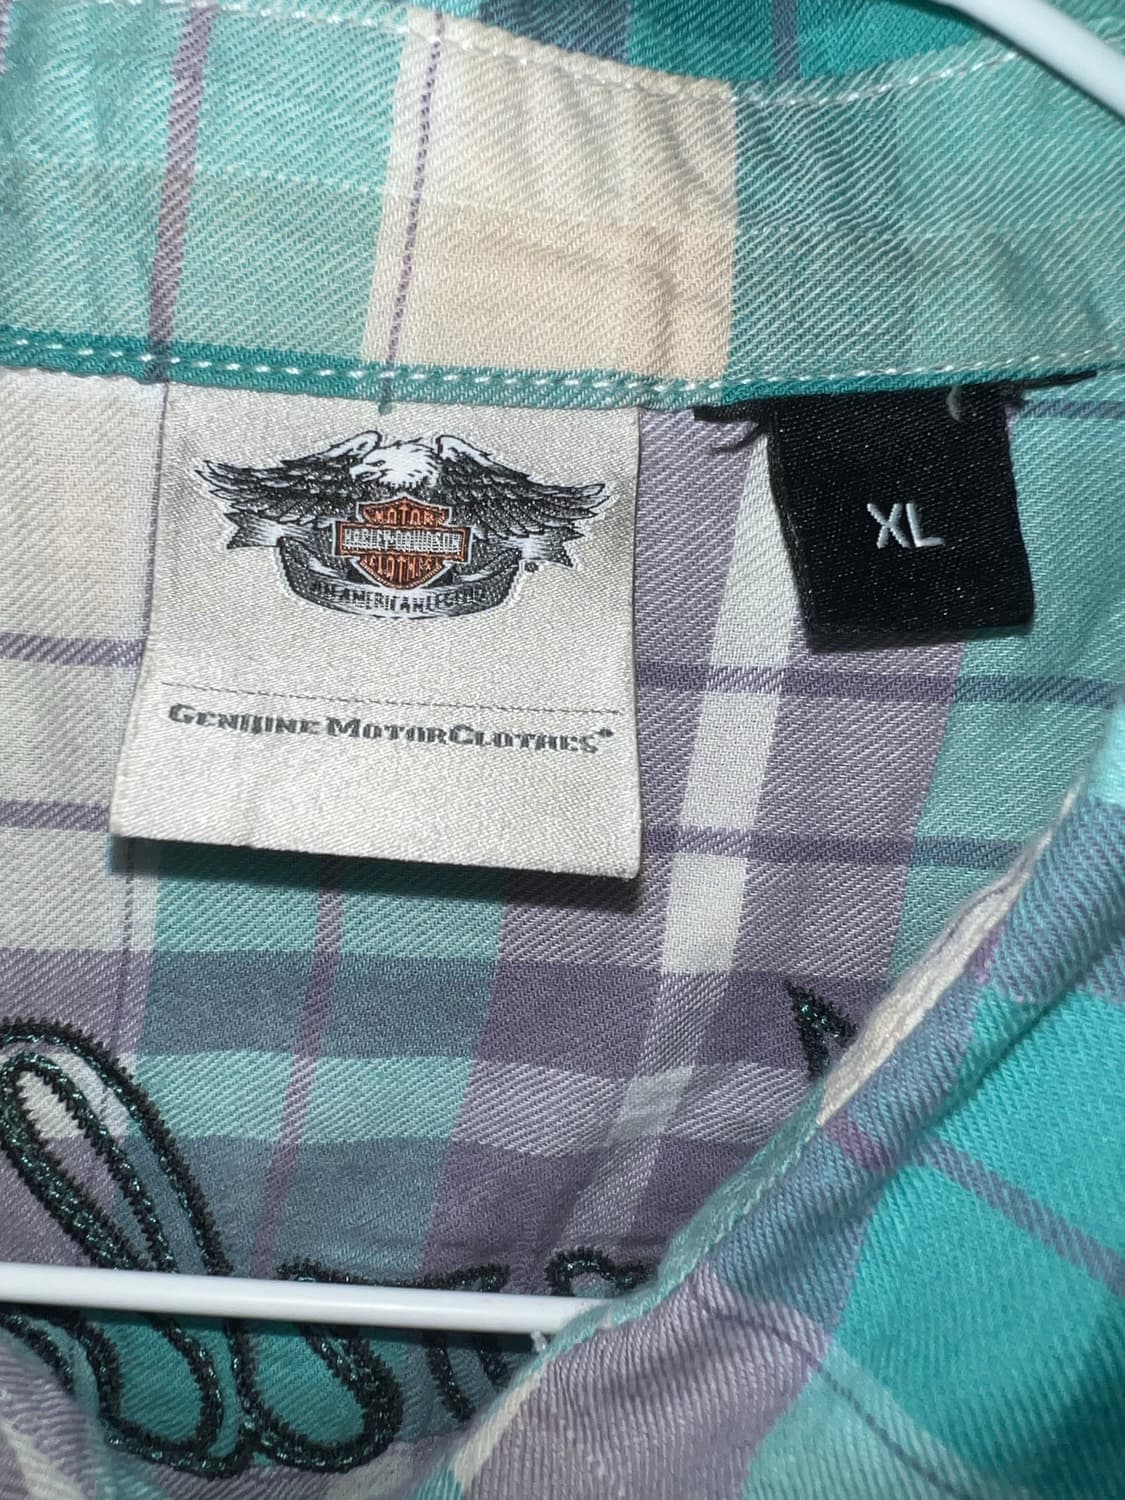 MOTOR
HARLEY-DAVIDSON
CLOTHES
AN AMERICAN LEGEND
®
GENUINE MOTORCLOTHES®
XL